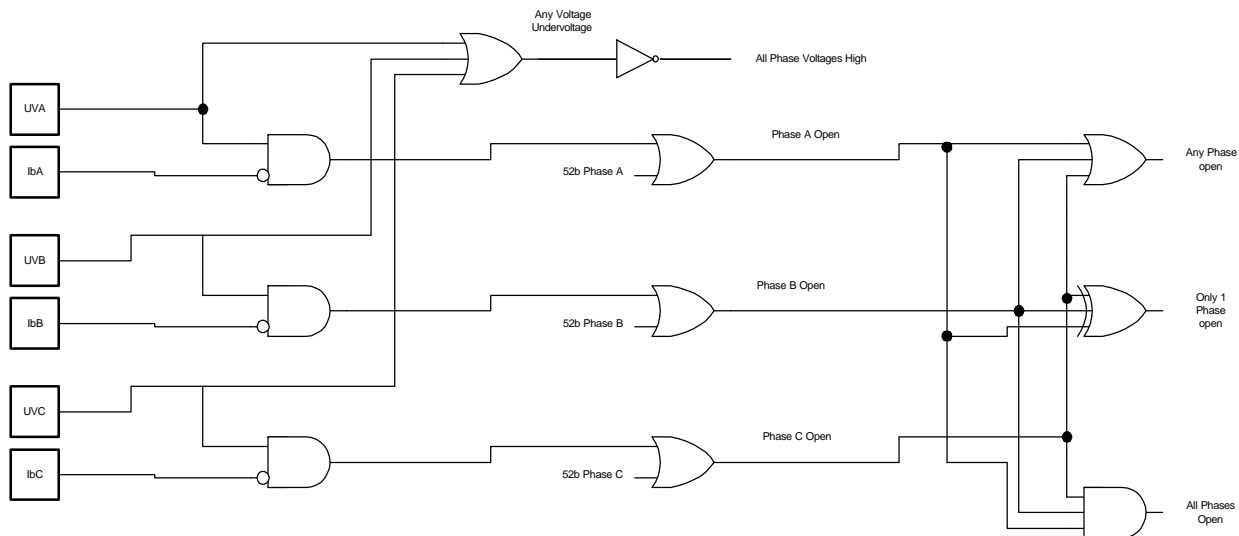 Any Voltage
Undervoltage
All Phase Voltages High
UVA
Phase A Open
IbA
52b Phase A
Any Phase
open
UVB
Phase B Open
IbB
52b Phase B
Only 1
Phase
open
UVC
Phase C Open
IbC
52b Phase C
All Phases
Open